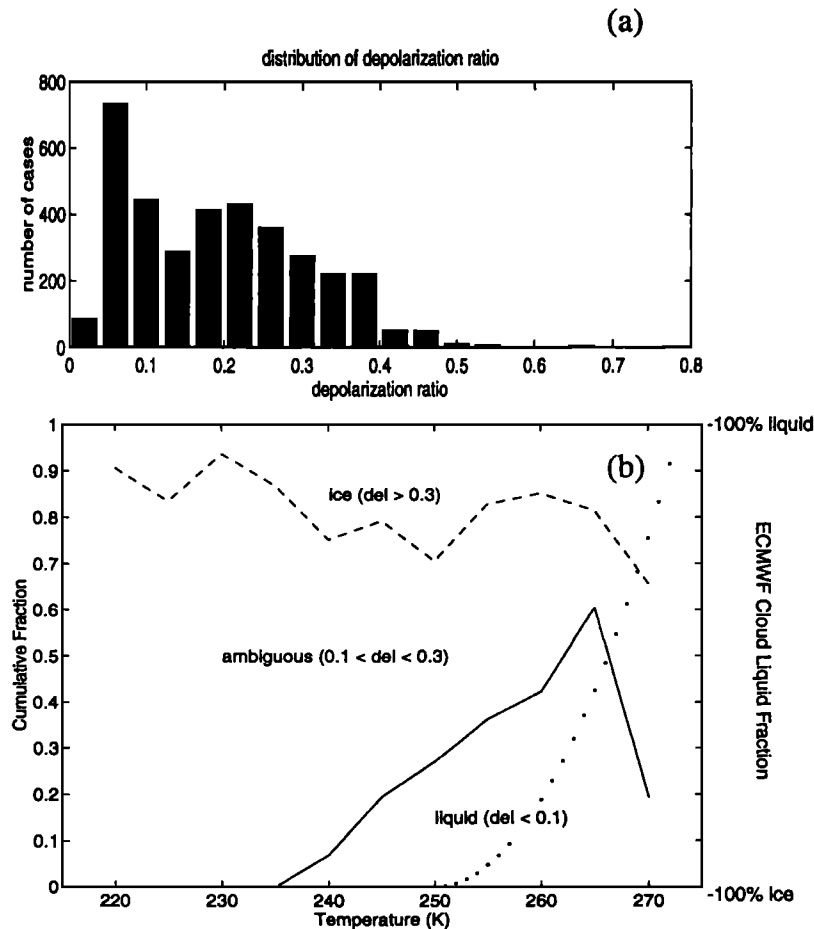 (a)
distribution of depolarization ratio
800
600
400
200
0
number of cases
0 0.1 0.2 0.3 0.4 0.5 0.6 0.7 0.8
depolarization ratio
1
0.9
0.8
0.7
0.6
0.5
0.4
0.3
0.2
0.1
0
Cumulative Fraction
(b)
ice (del > 0.3)
ambiguous (0.1 < del < 0.3)
liquid (del < 0.1)
-100% liquid
ECMWF Cloud Liquid Fraction
-100% Ice
220 230 240 250 260 270
Temperature (K)